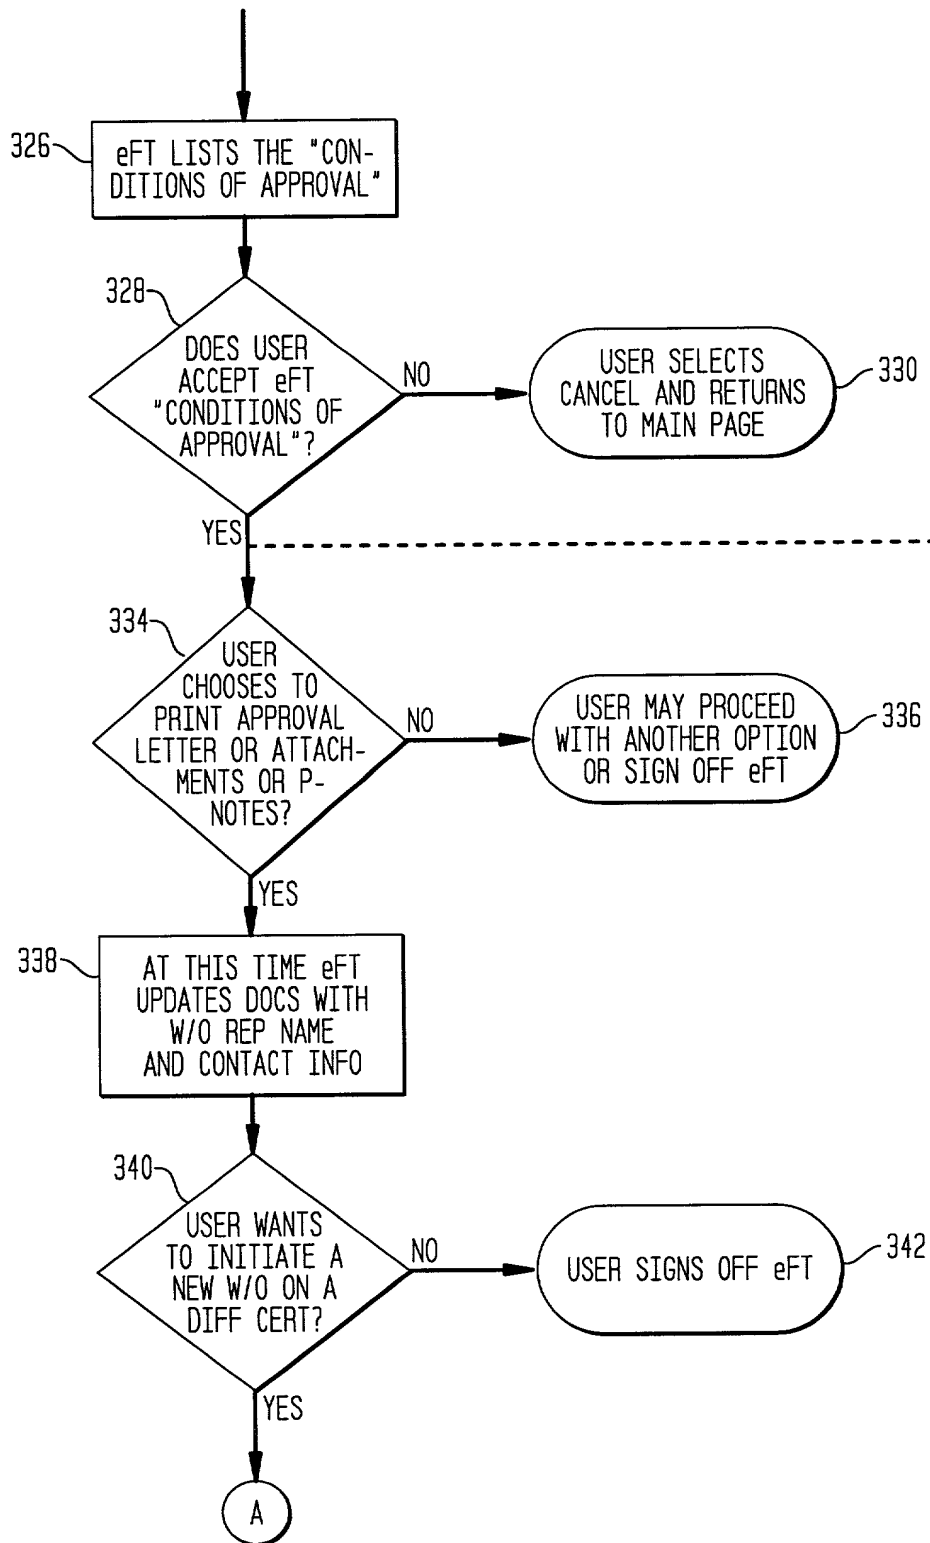 326
eFT LISTS THE "CON-
DITIONS OF APPROVAL"
328
DOES USER
ACCEPT eFT
"CONDITIONS OF
APPROVAL"?
NO
USER SELECTS
CANCEL AND RETURNS
TO MAIN PAGE
330
YES
334
USER
CHOOSES TO
PRINT APPROVAL
LETTER OR ATTACH-
MENTS OR P-
NOTES?
NO
USER MAY PROCEED
WITH ANOTHER OPTION
OR SIGN OFF eFT
336
YES
338
AT THIS TIME eFT
UPDATES DOCS WITH
W/O REP NAME
AND CONTACT INFO
340
USER WANTS
TO INITIATE A
NEW W/O ON A
DIFF CERT?
NO
USER SIGNS OFF eFT
342
YES
A